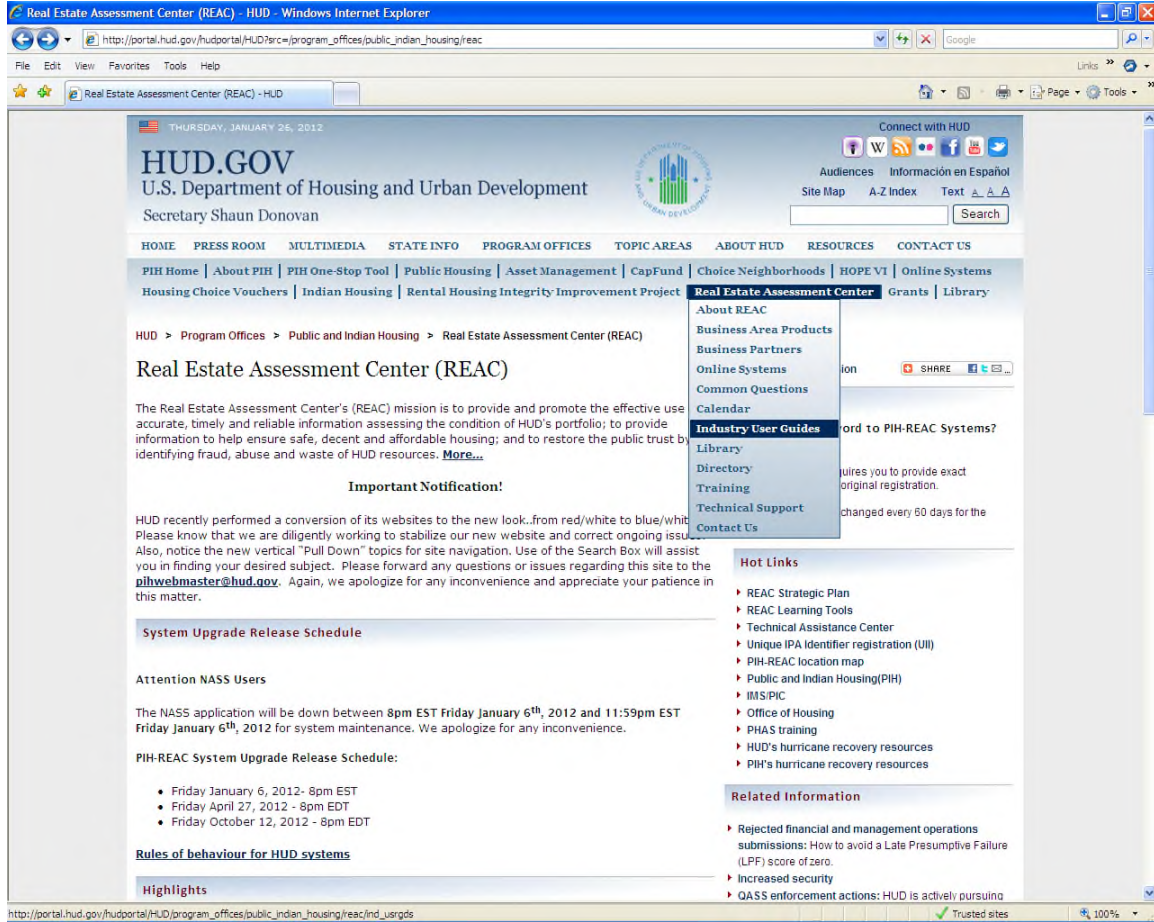 Real Estate Assessment Center (REAC) - HUD - Windows Internet Explorer
http://portal.hud.gov/hudportal/HUD?src=/program_offices/public_indian_housing/reac
Google
File Edit View Favorites Tools Help
Links »
Real Estate Assessment Center (REAC) - HUD
Page Tools »
THURSDAY, JANUARY 26, 2012
Connect with HUD
HUD.GOV
U.S. Department of Housing and Urban Development
Secretary Shaun Donovan
Audiences Información en Español
Site Map A-Z Index Text A A A
Search
HOME PRESS ROOM MULTIMEDIA STATE INFO PROGRAM OFFICES TOPIC AREAS ABOUT HUD RESOURCES CONTACT US
PIH Home | About PIH | PIH One-Stop Tool | Public Housing | Asset Management | CapFund | Choice Neighborhoods | HOPE VI | Online Systems
Housing Choice Vouchers | Indian Housing | Rental Housing Integrity Improvement Project | Real Estate Assessment Center | Grants | Library
About REAC
Business Area Products
Business Partners
Online Systems
Common Questions
Calendar
Industry User Guides
Library
Directory
Training
Technical Support
Contact Us
HUD > Program Offices > Public and Indian Housing > Real Estate Assessment Center (REAC)
Real Estate Assessment Center (REAC)
ion
SHARE
The Real Estate Assessment Center's (REAC) mission is to provide and promote the effective use
accurate, timely and reliable information assessing the condition of HUD's portfolio; to provide
information to help ensure safe, decent and affordable housing; and to restore the public trust by
identifying fraud, abuse and waste of HUD resources. More...
Important Notification!
HUD recently performed a conversion of its websites to the new look..from red/white to blue/whit
Please know that we are diligently working to stabilize our new website and correct ongoing issues.
Also, notice the new vertical "Pull Down" topics for site navigation. Use of the Search Box will assist
you in finding your desired subject. Please forward any questions or issues regarding this site to the
pihwebmaster@hud.gov. Again, we apologize for any inconvenience and appreciate your patience in
this matter.
System Upgrade Release Schedule
Attention NASS Users
The NASS application will be down between 8pm EST Friday January 6th, 2012 and 11:59pm EST
Friday January 6th, 2012 for system maintenance. We apologize for any inconvenience.
PIH-REAC System Upgrade Release Schedule:
• Friday January 6, 2012- 8pm EST
• Friday April 27, 2012 - 8pm EDT
• Friday October 12, 2012 - 8pm EDT
Rules of behaviour for HUD systems
Highlights
ord to PIH-REAC Systems?
uires you to provide exact
original registration.
changed every 60 days for the
Hot Links
REAC Strategic Plan
REAC Learning Tools
Technical Assistance Center
Unique IPA Identifier registration (UII)
PIH-REAC location map
Public and Indian Housing(PIH)
IMS/PIC
Office of Housing
PHAS training
HUD's hurricane recovery resources
PIH's hurricane recovery resources
Related Information
Rejected financial and management operations
submissions: How to avoid a Late Presumptive Failure
(LPF) score of zero.
Increased security
QASS enforcement actions: HUD is actively pursuing
http://portal.hud.gov/hudportal/HUD/program_offices/public_indian_housing/reac/ind_usrgds
Trusted sites
100%